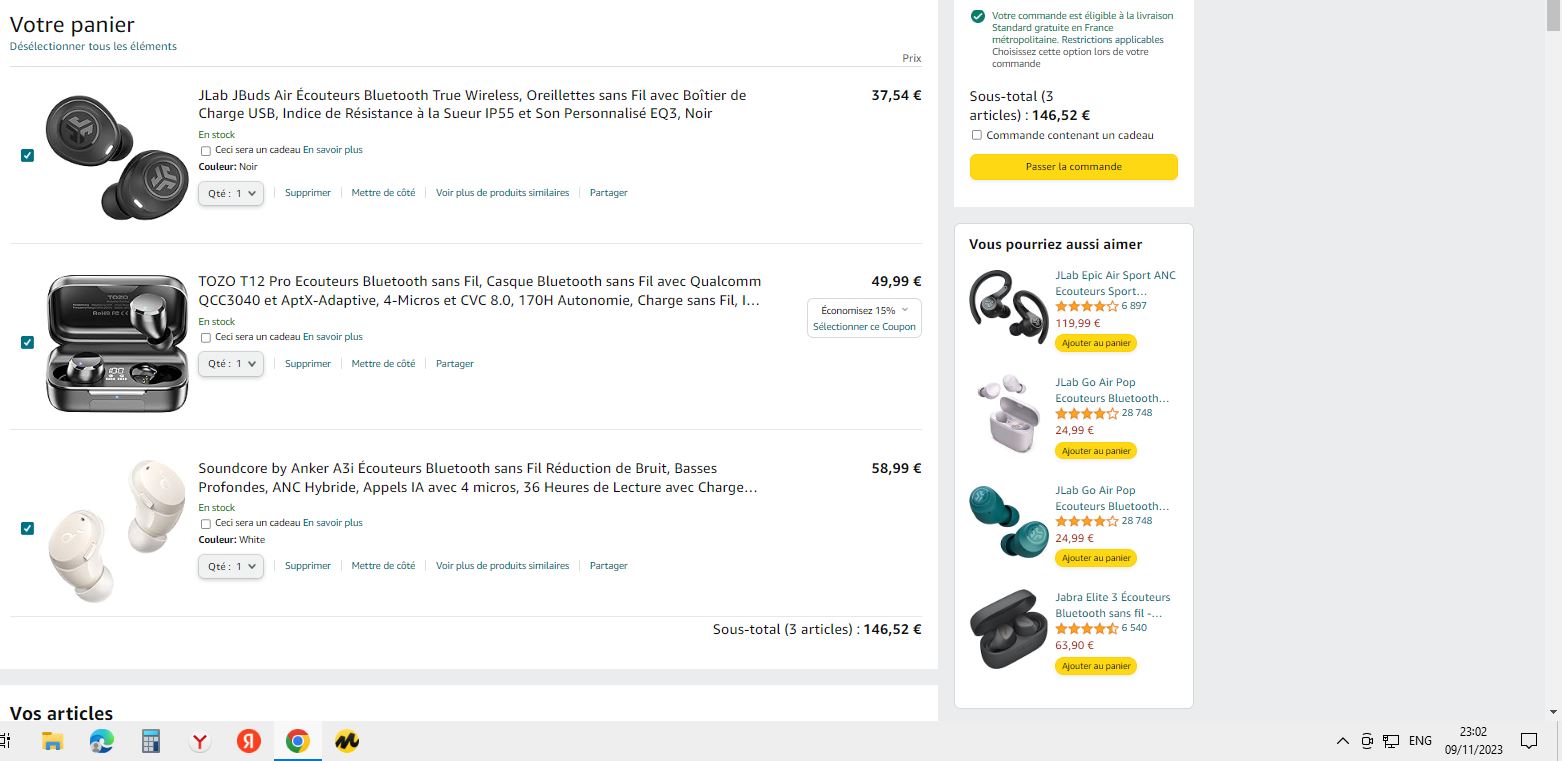 Votre panier
Désélectionner tous les éléments
Prix
JLab JBuds Air Écouteurs Bluetooth True Wireless, Oreillettes sans Fil avec Boîtier de
Charge USB, Indice de Résistance à la Sueur IP55 et Son Personnalisé EQ3, Noir
37,54 €
En stock
Ceci sera un cadeau En savoir plus
Couleur: Noir
Qté : 1
Supprimer
Mettre de côté
Voir plus de produits similaires
Partager
TOZO T12 Pro Ecouteurs Bluetooth sans Fil, Casque Bluetooth sans Fil avec Qualcomm
QCC3040 et AptX-Adaptive, 4-Micros et CVC 8.0, 170H Autonomie, Charge sans Fil, I…
49,99 €
Économisez 15%
Sélectionner ce Coupon
En stock
Ceci sera un cadeau En savoir plus
Qté : 1
Supprimer
Mettre de côté
Partager
TOZO
RoHS FC
100
Soundcore by Anker A3i Écouteurs Bluetooth sans Fil Réduction de Bruit, Basses
Profondes, ANC Hybride, Appels IA avec 4 micros, 36 Heures de Lecture avec Charge…
58,99 €
En stock
Ceci sera un cadeau En savoir plus
Couleur: White
Qté : 1
Supprimer
Mettre de côté
Voir plus de produits similaires
Partager
Sous-total (3 articles) : 146,52 €
Vos articles
Votre commande est éligible à la livraison
Standard gratuite en France
métropolitaine. Restrictions applicables
Choisissez cette option lors de votre
commande
Sous-total (3
articles) : 146,52 €
Commande contenant un cadeau
Passer la commande
Vous pourriez aussi aimer
JLab Epic Air Sport ANC
Ecouteurs Sport…
6 897
119,99 €
Ajouter au panier
JLab Go Air Pop
Ecouteurs Bluetooth…
28 748
24,99 €
Ajouter au panier
JLab Go Air Pop
Ecouteurs Bluetooth…
28 748
24,99 €
Ajouter au panier
Jabra Elite 3 Écouteurs
Bluetooth sans fil -…
6 540
63,90 €
Ajouter au panier
Y
Я
ENG
23:02
09/11/2023